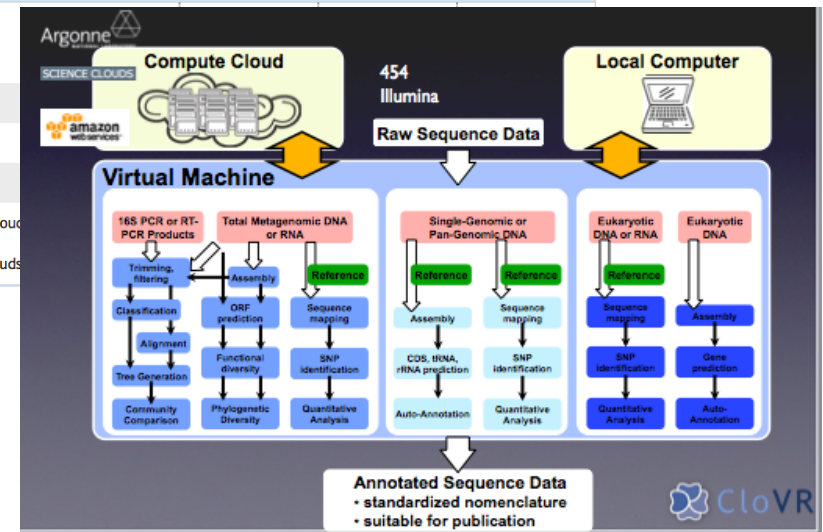 Argonne
NATIONAL LABORATORY
SCIENCE CLOUDS
amazon
webservices™
Compute Cloud
454
Illumina
Raw Sequence Data
Local Computer
Virtual Machine
16S PCR or RT-
PCR Products
Total Metagenomic DNA
or RNA
Single-Genomic or
Pan-Genomic DNA
Eukaryotic
DNA or RNA
Eukaryotic
DNA
Trimming,
filtering
Classification
Alignment
Tree Generation
Community
Comparison
Assembly
ORF
prediction
Functional
diversity
Phylogenetic
Diversity
Reference
Sequence
mapping
SNP
identification
Quantitative
Analysis
Reference
Assembly
CDS, tRNA,
rRNA prediction
Auto-Annotation
Reference
Sequence
mapping
SNP
identification
Quantitative
Analysis
Reference
Sequence
mapping
SNP
identification
Quantitative
Analysis
Assembly
Gene
prediction
Auto-
Annotation
Annotated Sequence Data
• standardized nomenclature
• suitable for publication
CloVR